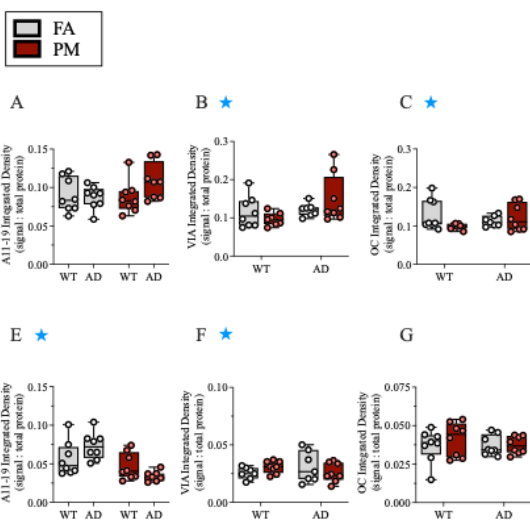 FA
PM
A
B
C
A11-19 Integrated Density
(signal : total protein)
0.15
0.10
0.05
0.00
WT AD WT AD
VIA Integrated Density
(signal : total protein)
0.3
0.2
0.1
0.0
WT AD
OC Integrated Density
(signal : total protein)
0.3
0.2
0.1
0.0
WT AD
E
F
G
A11-19 Integrated Density
(signal : total protein)
0.15
0.10
0.05
0.00
WT AD WT AD
VIA Integrated Density
(signal : total protein)
0.10
0.05
0.00
WT AD
OC Integrated Density
(signal : total protein)
0.075
0.050
0.025
0.000
WT AD